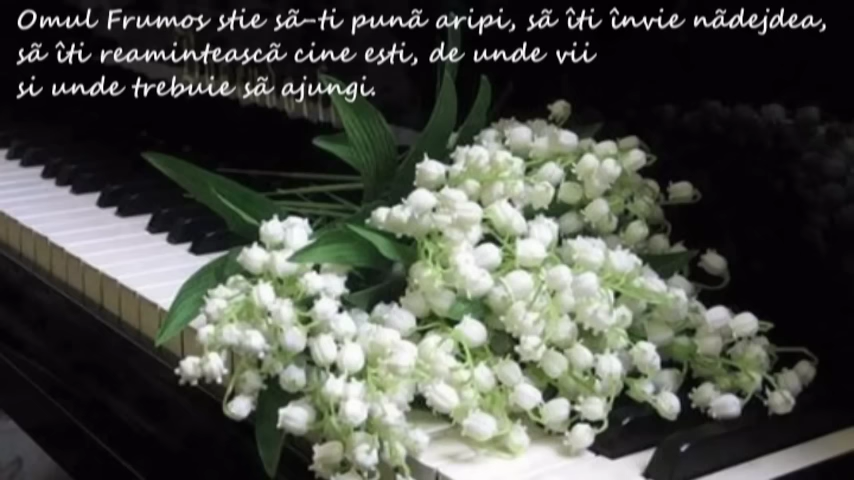 Omul Frumos stie sã-ti punã aripi, sã îti învie nãdejdea,
sã îti reaminteascã cine esti, de unde vii
si unde trebuie sã ajungi.